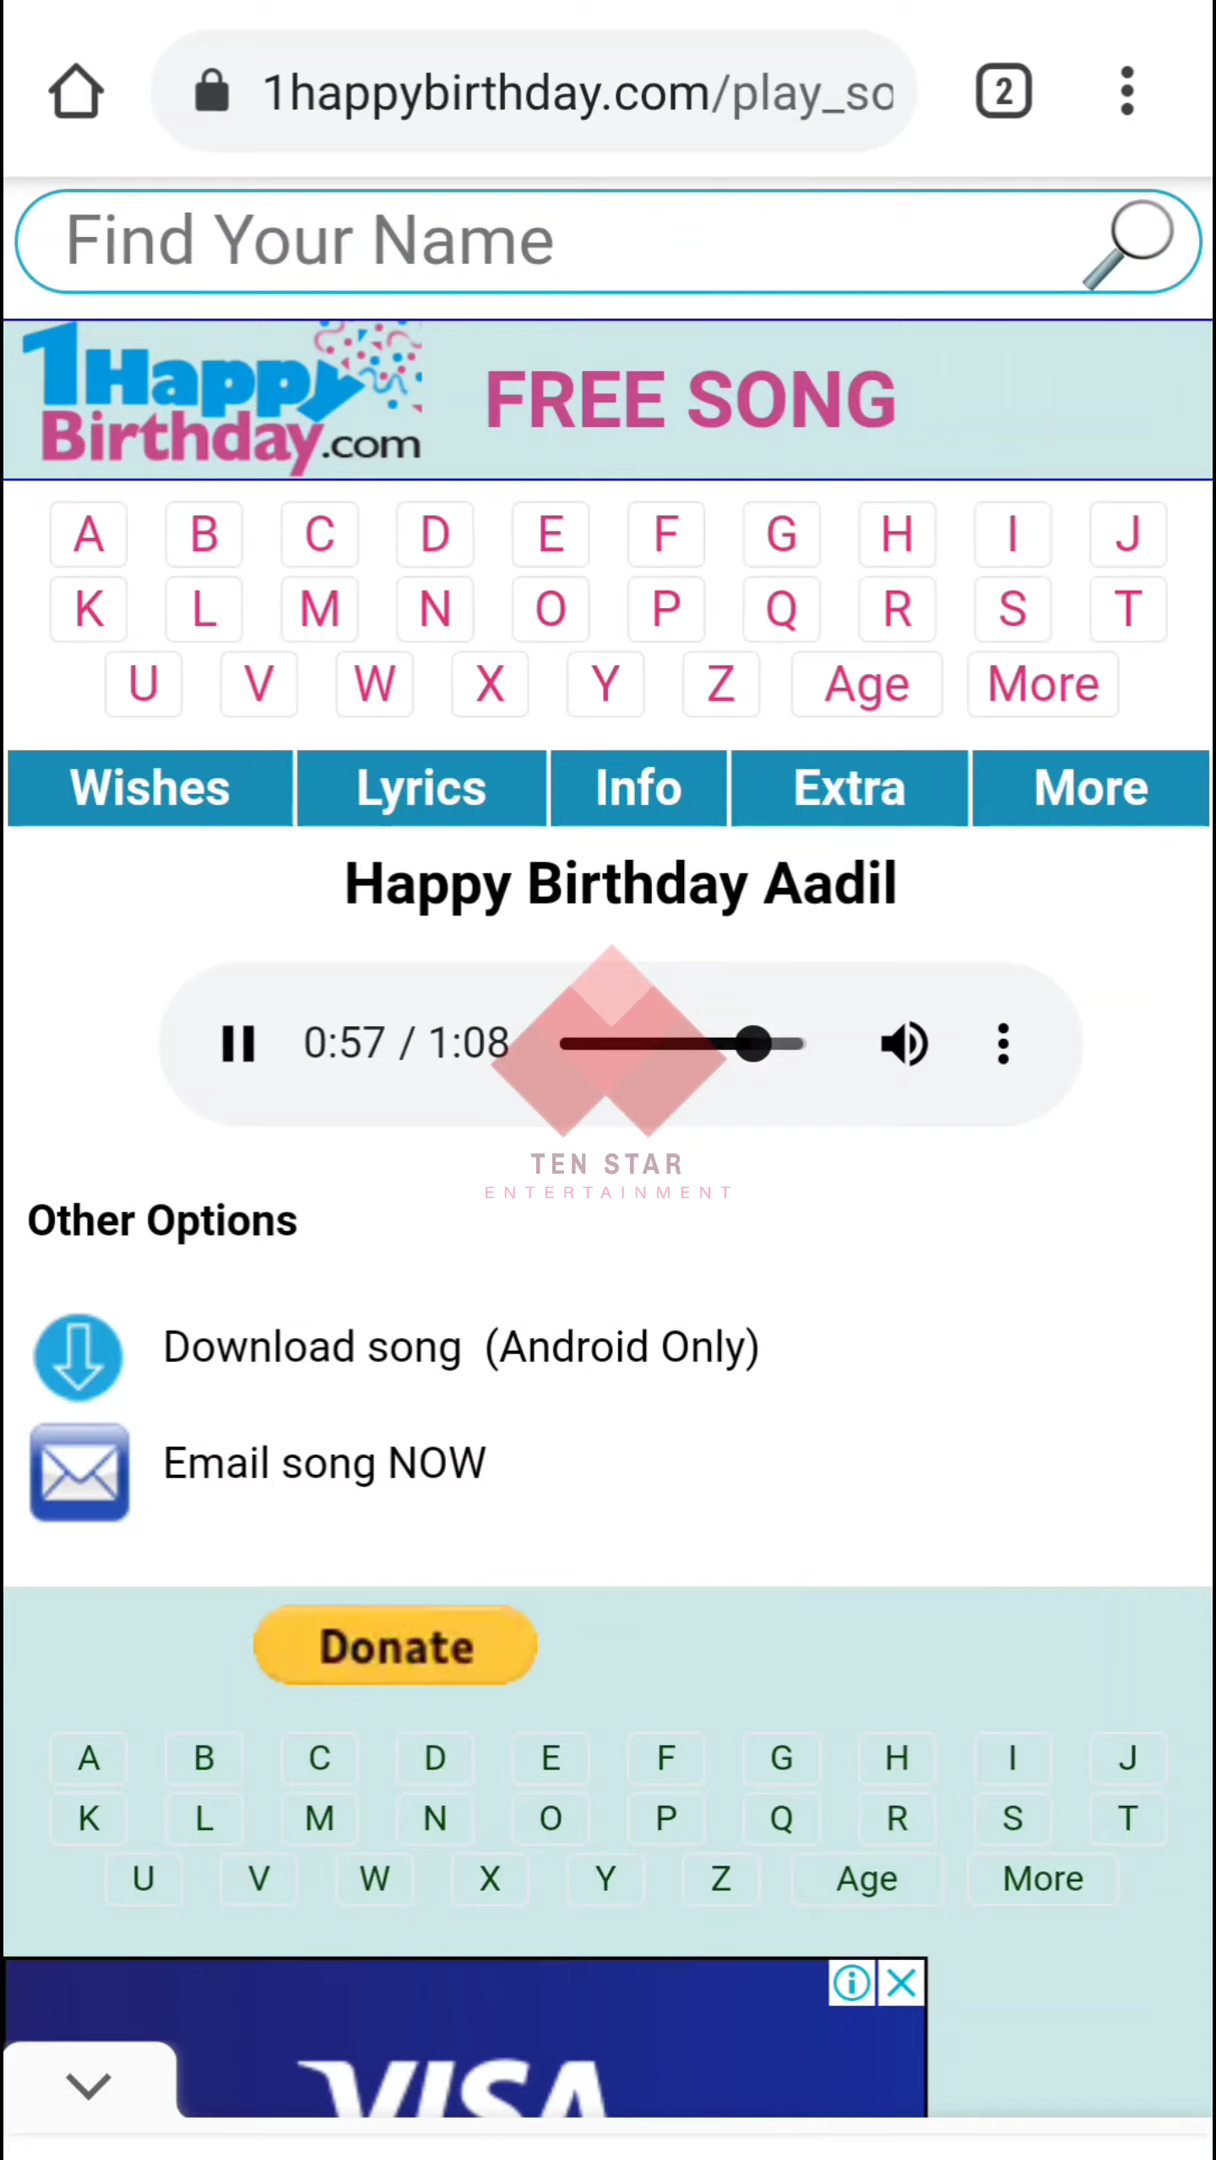 1happybirthday.com/play_so
2
Find Your Name
1Happy
Birthday.com
FREE SONG
A B C D E F G H I J
K L M N O P Q R S T
U V W X Y Z Age More
Wishes Lyrics Info Extra More
Happy Birthday Aadil
0:57 / 1:08
TEN STAR
ENTERTAINMENT
Other Options
Download song (Android Only)
Email song NOW
Donate
A B C D E F G H I J
K L M N O P Q R S T
U V W X Y Z Age More
VISA